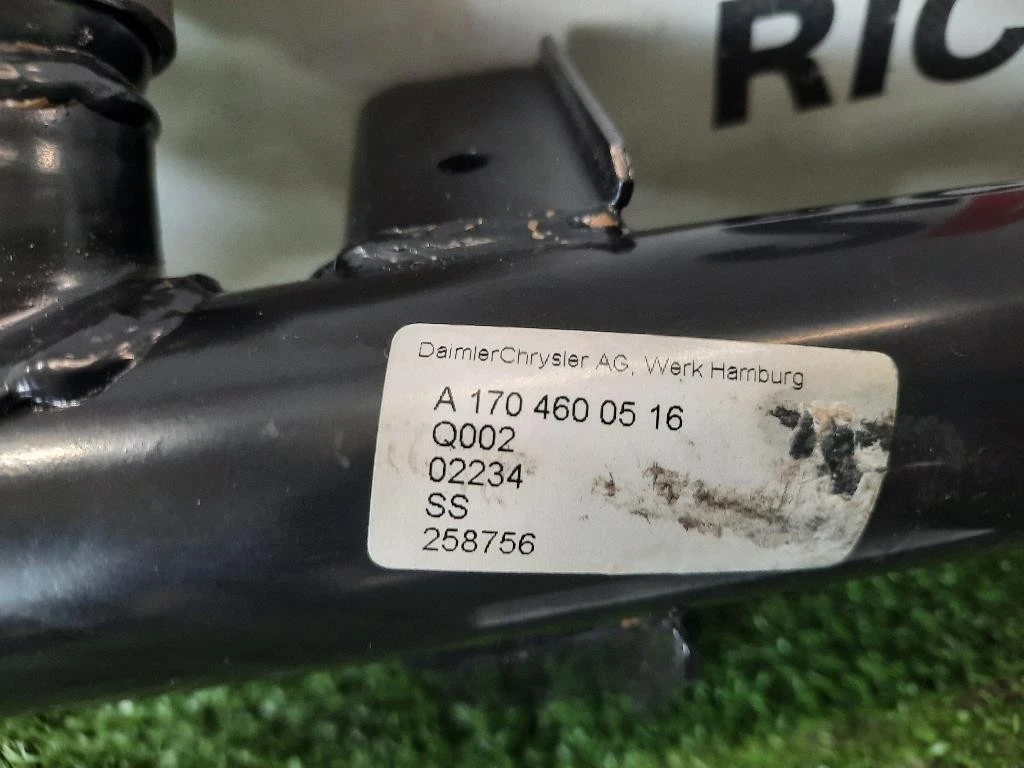 RIC
DaimlerChrysler AG, Werk Hamburg
A 170 460 05 16
Q002
02234
SS
258756